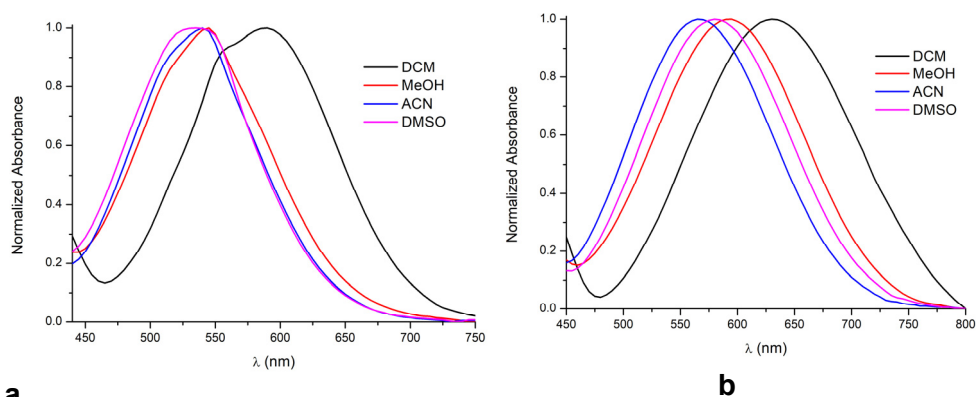 Normalized Absorbance
1.0
0.8
0.6
0.4
0.2
0.0
DCM
MeOH
ACN
DMSO
450 500 550 600 650 700 750
λ (nm)
a
Normalized Absorbance
1.0
0.8
0.6
0.4
0.2
0.0
DCM
MeOH
ACN
DMSO
450 500 550 600 650 700 750 800
λ (nm)
b